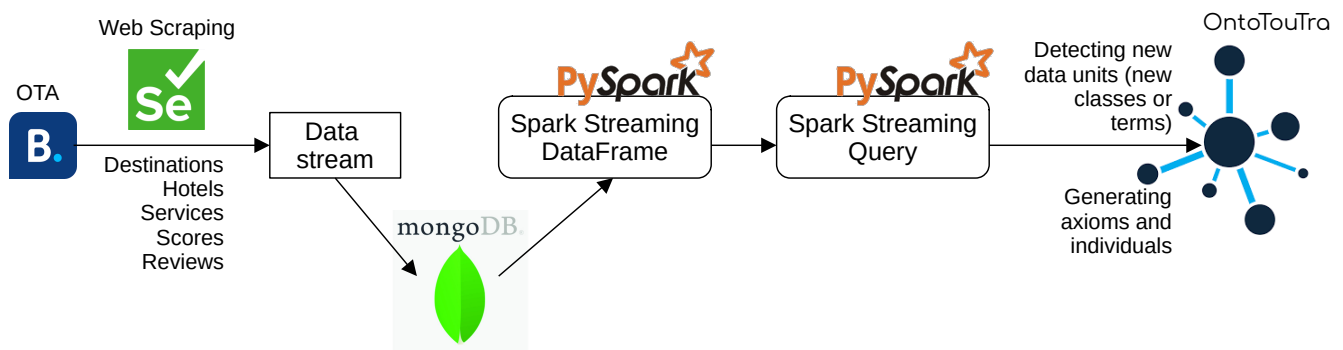 Web Scraping
OTA
Se
B.
Destinations
Hotels
Services
Scores
Reviews
Data
stream
mongoDB.
PySpark
Spark Streaming
DataFrame
PySpark
Spark Streaming
Query
Detecting new
data units (new
classes or
terms)
Generating
axioms and
individuals
OntoTouTra